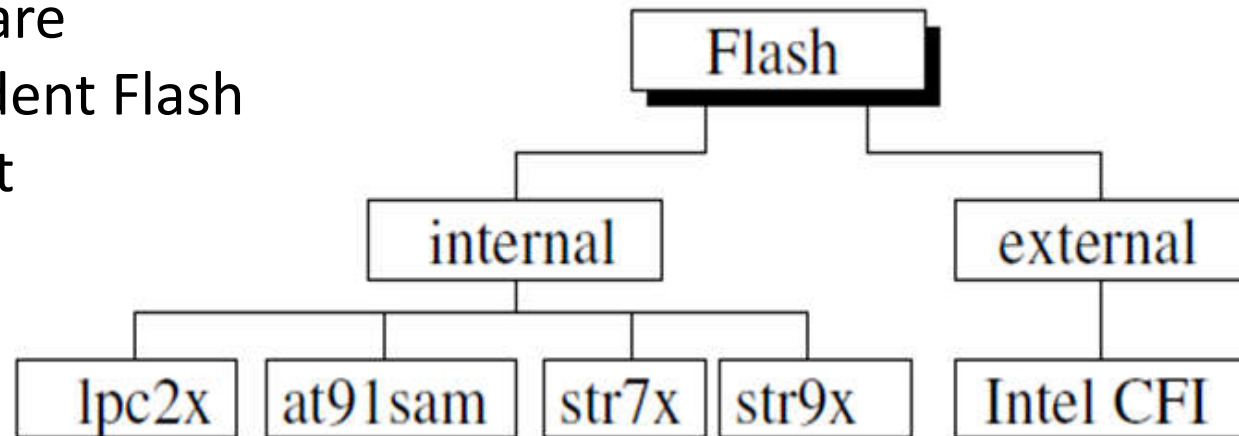 are
dent Flash
t
Flash
internal
external
lpc2x
at91sam
str7x
str9x
Intel CFI